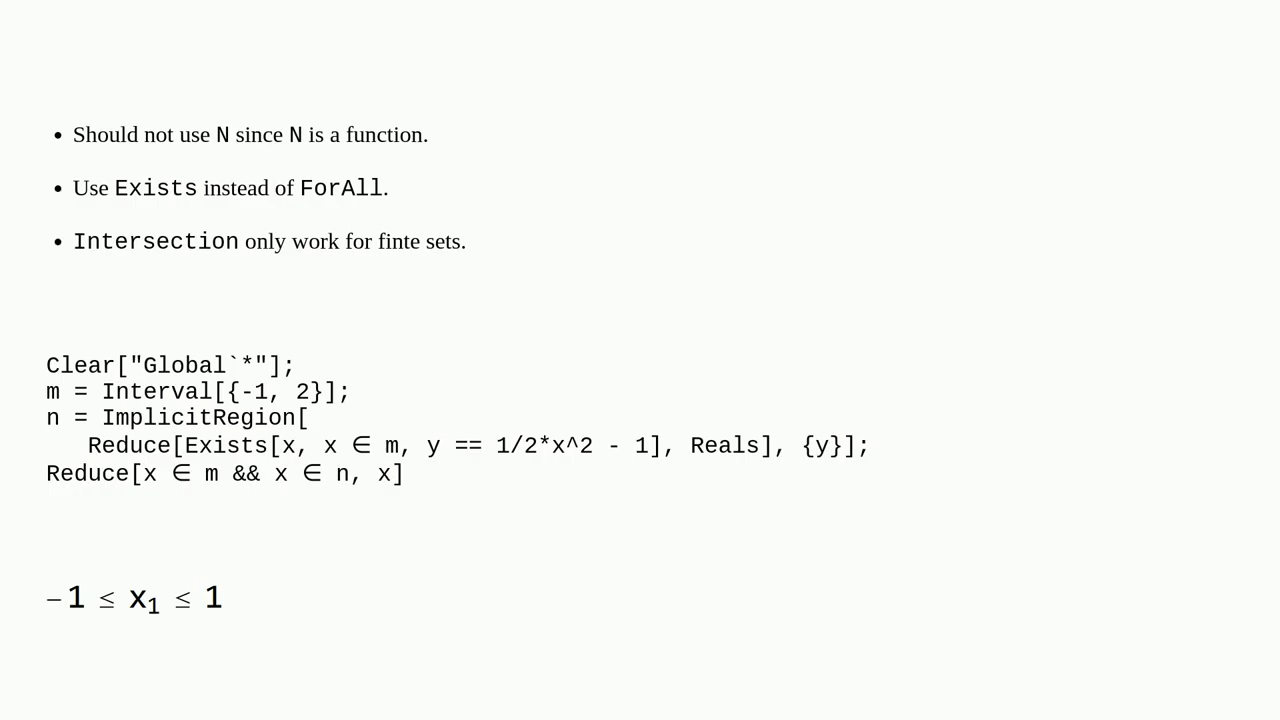 • Should not use N since N is a function.
• Use Exists instead of ForAll.
• Intersection only work for finte sets.
Clear["Global`*"];
m = Interval[{-1, 2}];
n = ImplicitRegion[
   Reduce[Exists[x, x ∈ m, y == 1/2*x^2 - 1], Reals], {y}];
Reduce[x ∈ m && x ∈ n, x]
−1 ≤ x₁ ≤ 1